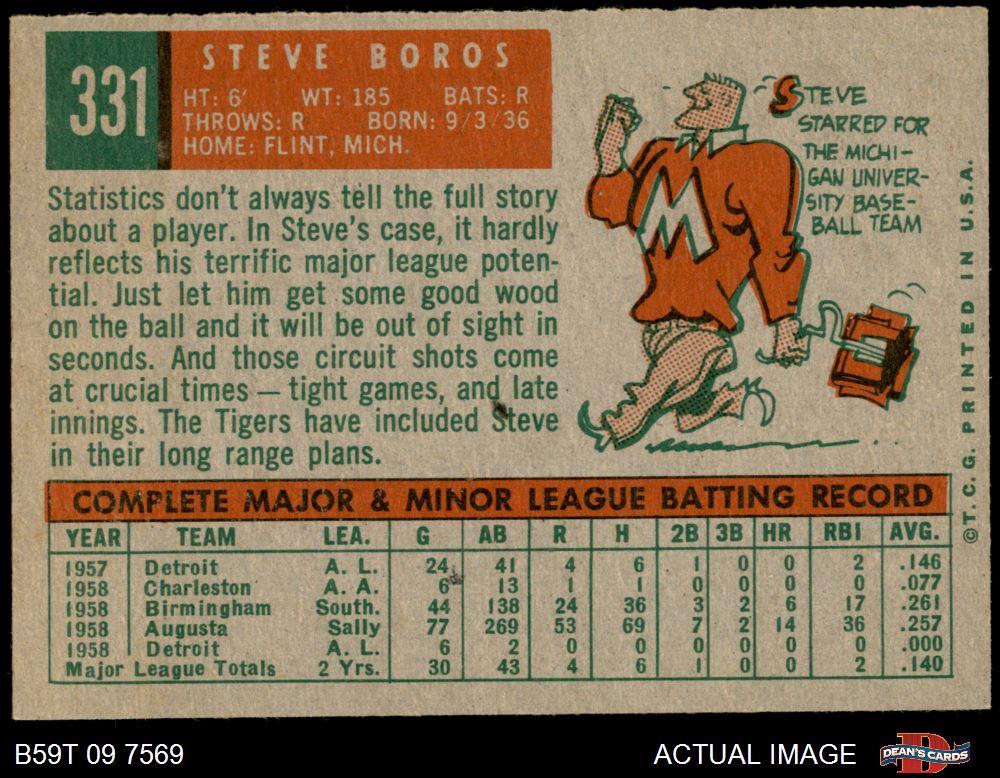 331
STEVE BOROS
HT: 6' WT: 185 BATS: R
THROWS: R BORN: 9/3/36
HOME: FLINT, MICH.
Statistics don't always tell the full story
about a player. In Steve's case, it hardly
reflects his terrific major league poten-
tial. Just let him get some good wood
on the ball and it will be out of sight in
seconds. And those circuit shots come
at crucial times — tight games, and late
innings. The Tigers have included Steve
in their long range plans.
STEVE
STARRED FOR
THE MICHI-
GAN UNIVER-
SITY BASE-
BALL TEAM
M
COMPLETE MAJOR & MINOR LEAGUE BATTING RECORD
YEAR TEAM LEA. G AB R H 2B 3B HR RBI AVG.
1957 Detroit A. L. 24 41 4 6 1 0 0 2 .146
1958 Charleston A. A. 6 13 1 1 0 0 0 0 .077
1958 Birmingham South. 44 138 24 36 3 2 6 17 .261
1958 Augusta Sally 77 269 53 69 7 2 14 36 .257
1958 Detroit A. L. 6 2 0 0 0 0 0 0 .000
Major League Totals 2 Yrs. 30 43 4 6 1 0 0 2 .140
©T. C. G. PRINTED IN U.S.A.
B59T 09 7569
ACTUAL IMAGE
D
DEAN'S CARDS